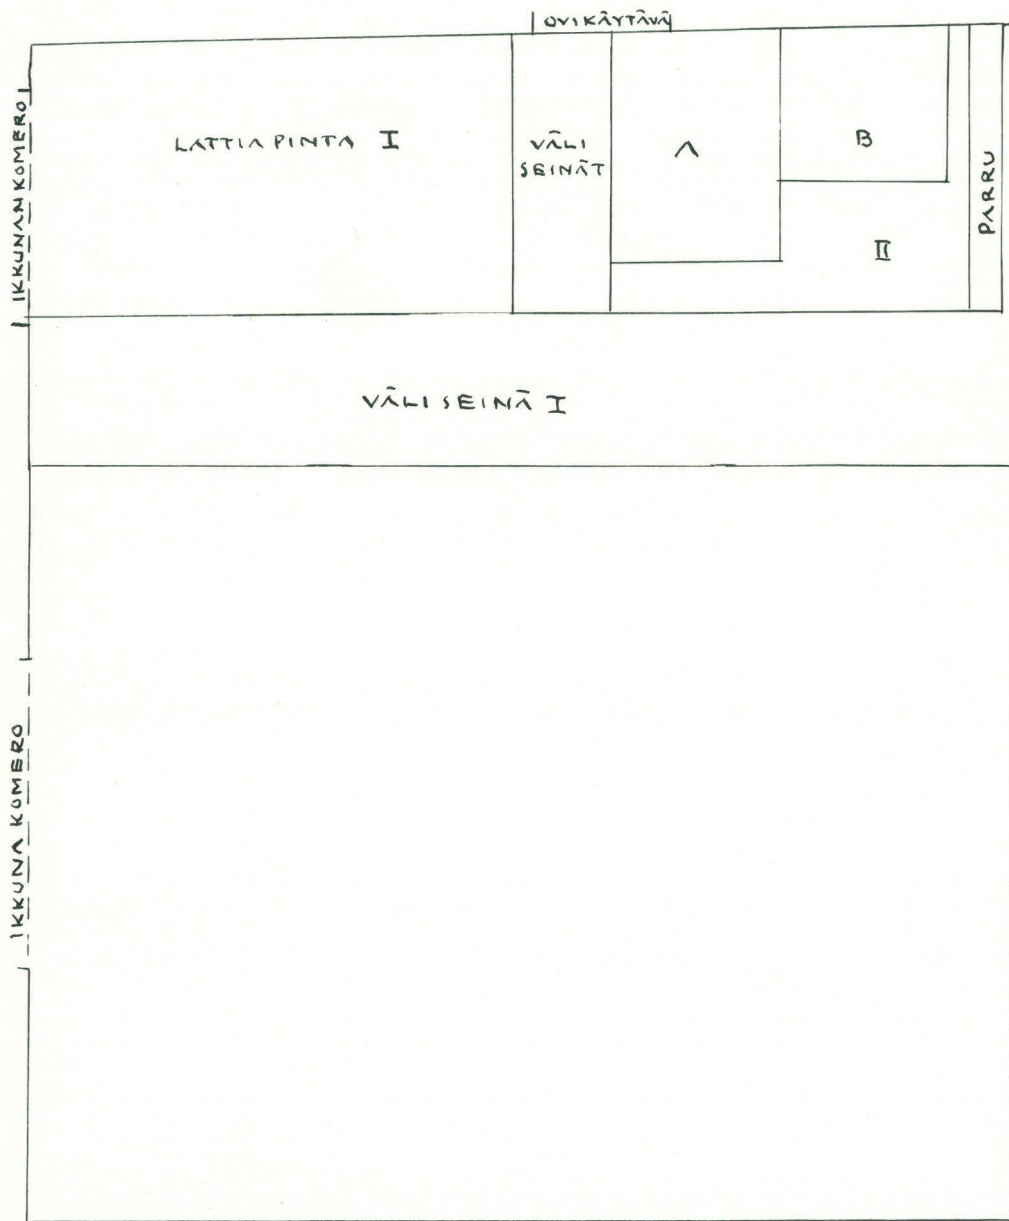 OVIKÄYTÄVÄ
IKKUNANKOMERO
LATTIAPINTA I
VÄLI
SEINÄT
A
B
PARRU
II
VÄLISEINÄ I
IKKUNA KOMERO